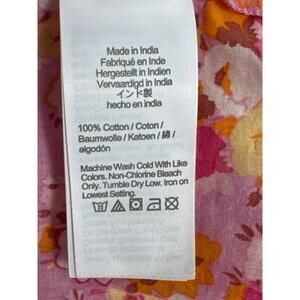 Made in India
Fabriqué en Inde
Hergestellt in Indien
Vervaardigd in India
インド製
hecho en india
100% Cotton / Coton /
Baumwolle / Katoen / 綿 /
algodón
Machine Wash Cold With Like
Colors. Non-Chlorine Bleach
Only. Tumble Dry Low. Iron on
Lowest Setting.